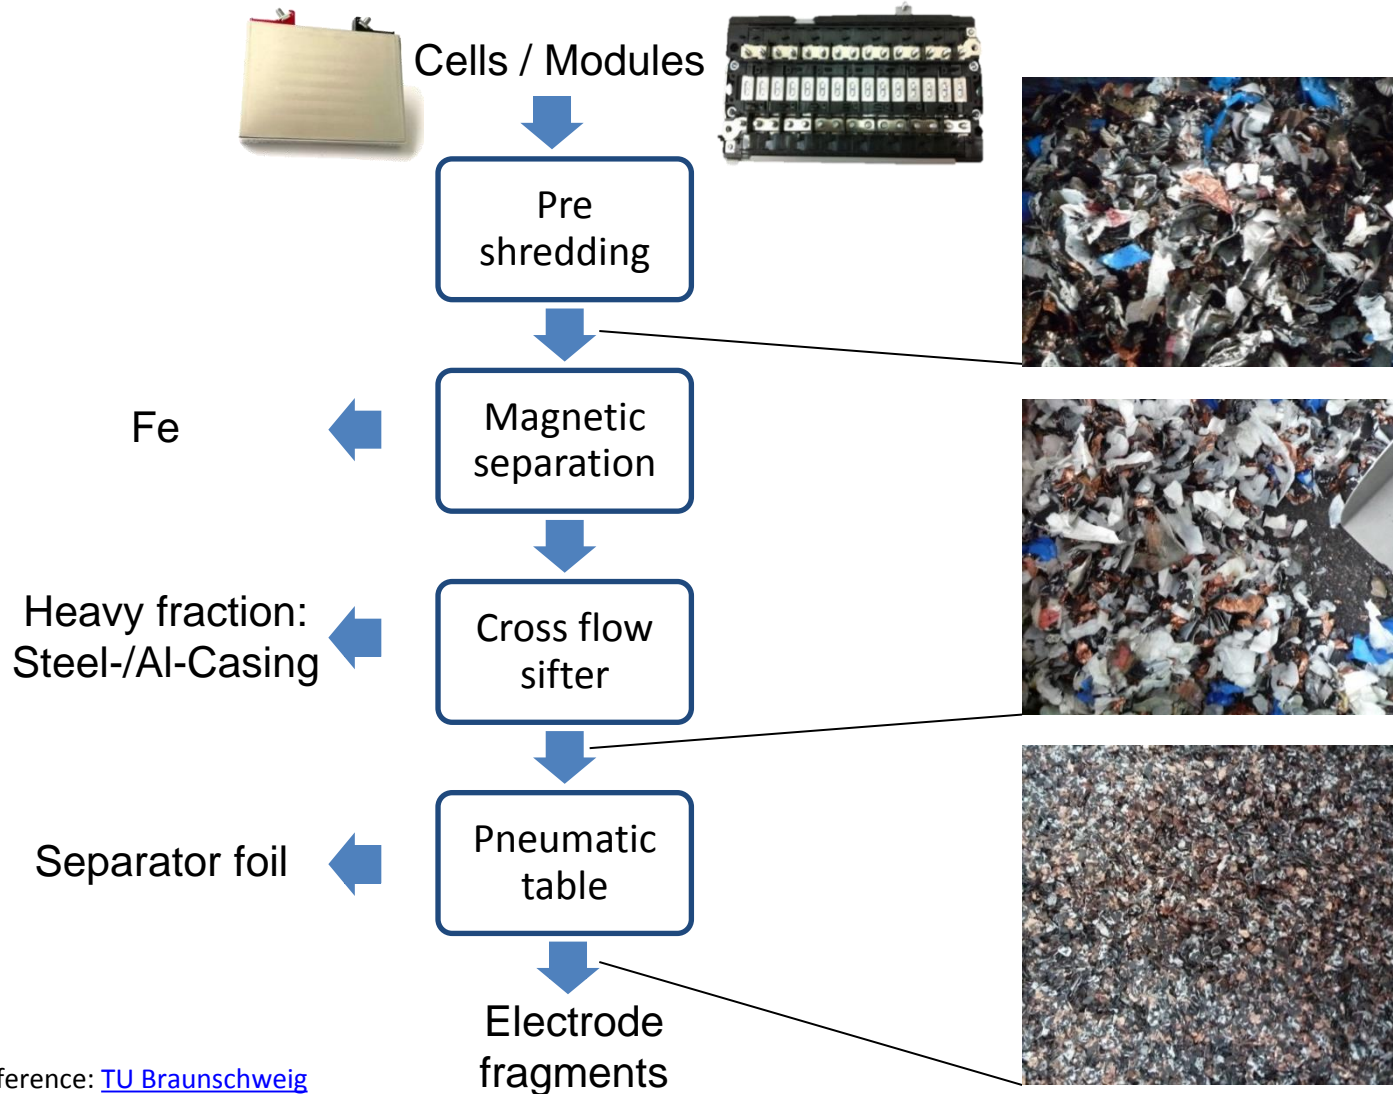 Cells / Modules
Pre
shredding
Magnetic
separation
Fe
Heavy fraction:
Steel-/Al-Casing
Cross flow
sifter
Separator foil
Pneumatic
table
Electrode
fragments
ference: TU Braunschweig